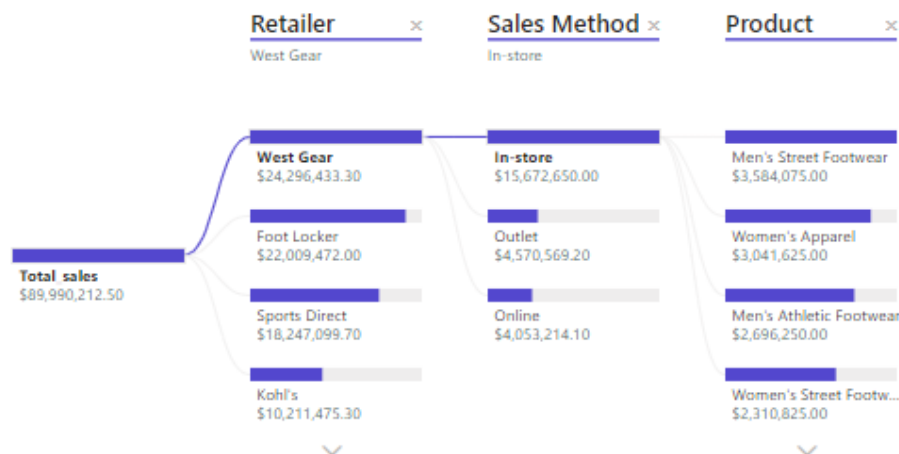 Retailer
West Gear
Sales Method
In-store
Product
Total sales
$89,990,212.50
West Gear
$24,296,433.30
Foot Locker
$22,009,472.00
Sports Direct
$18,247,099.70
Kohl's
$10,211,475.30
In-store
$15,672,650.00
Outlet
$4,570,569.20
Online
$4,053,214.10
Men's Street Footwear
$3,584,075.00
Women's Apparel
$3,041,625.00
Men's Athletic Footwear
$2,696,250.00
Women's Street Footw...
$2,310,825.00